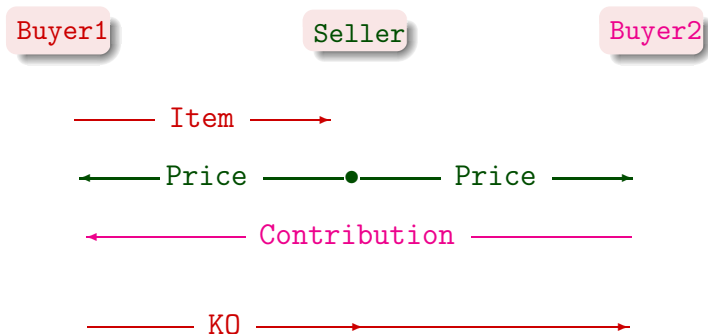 Buyer1 Seller Buyer2
Item
Price Price
Contribution
KO